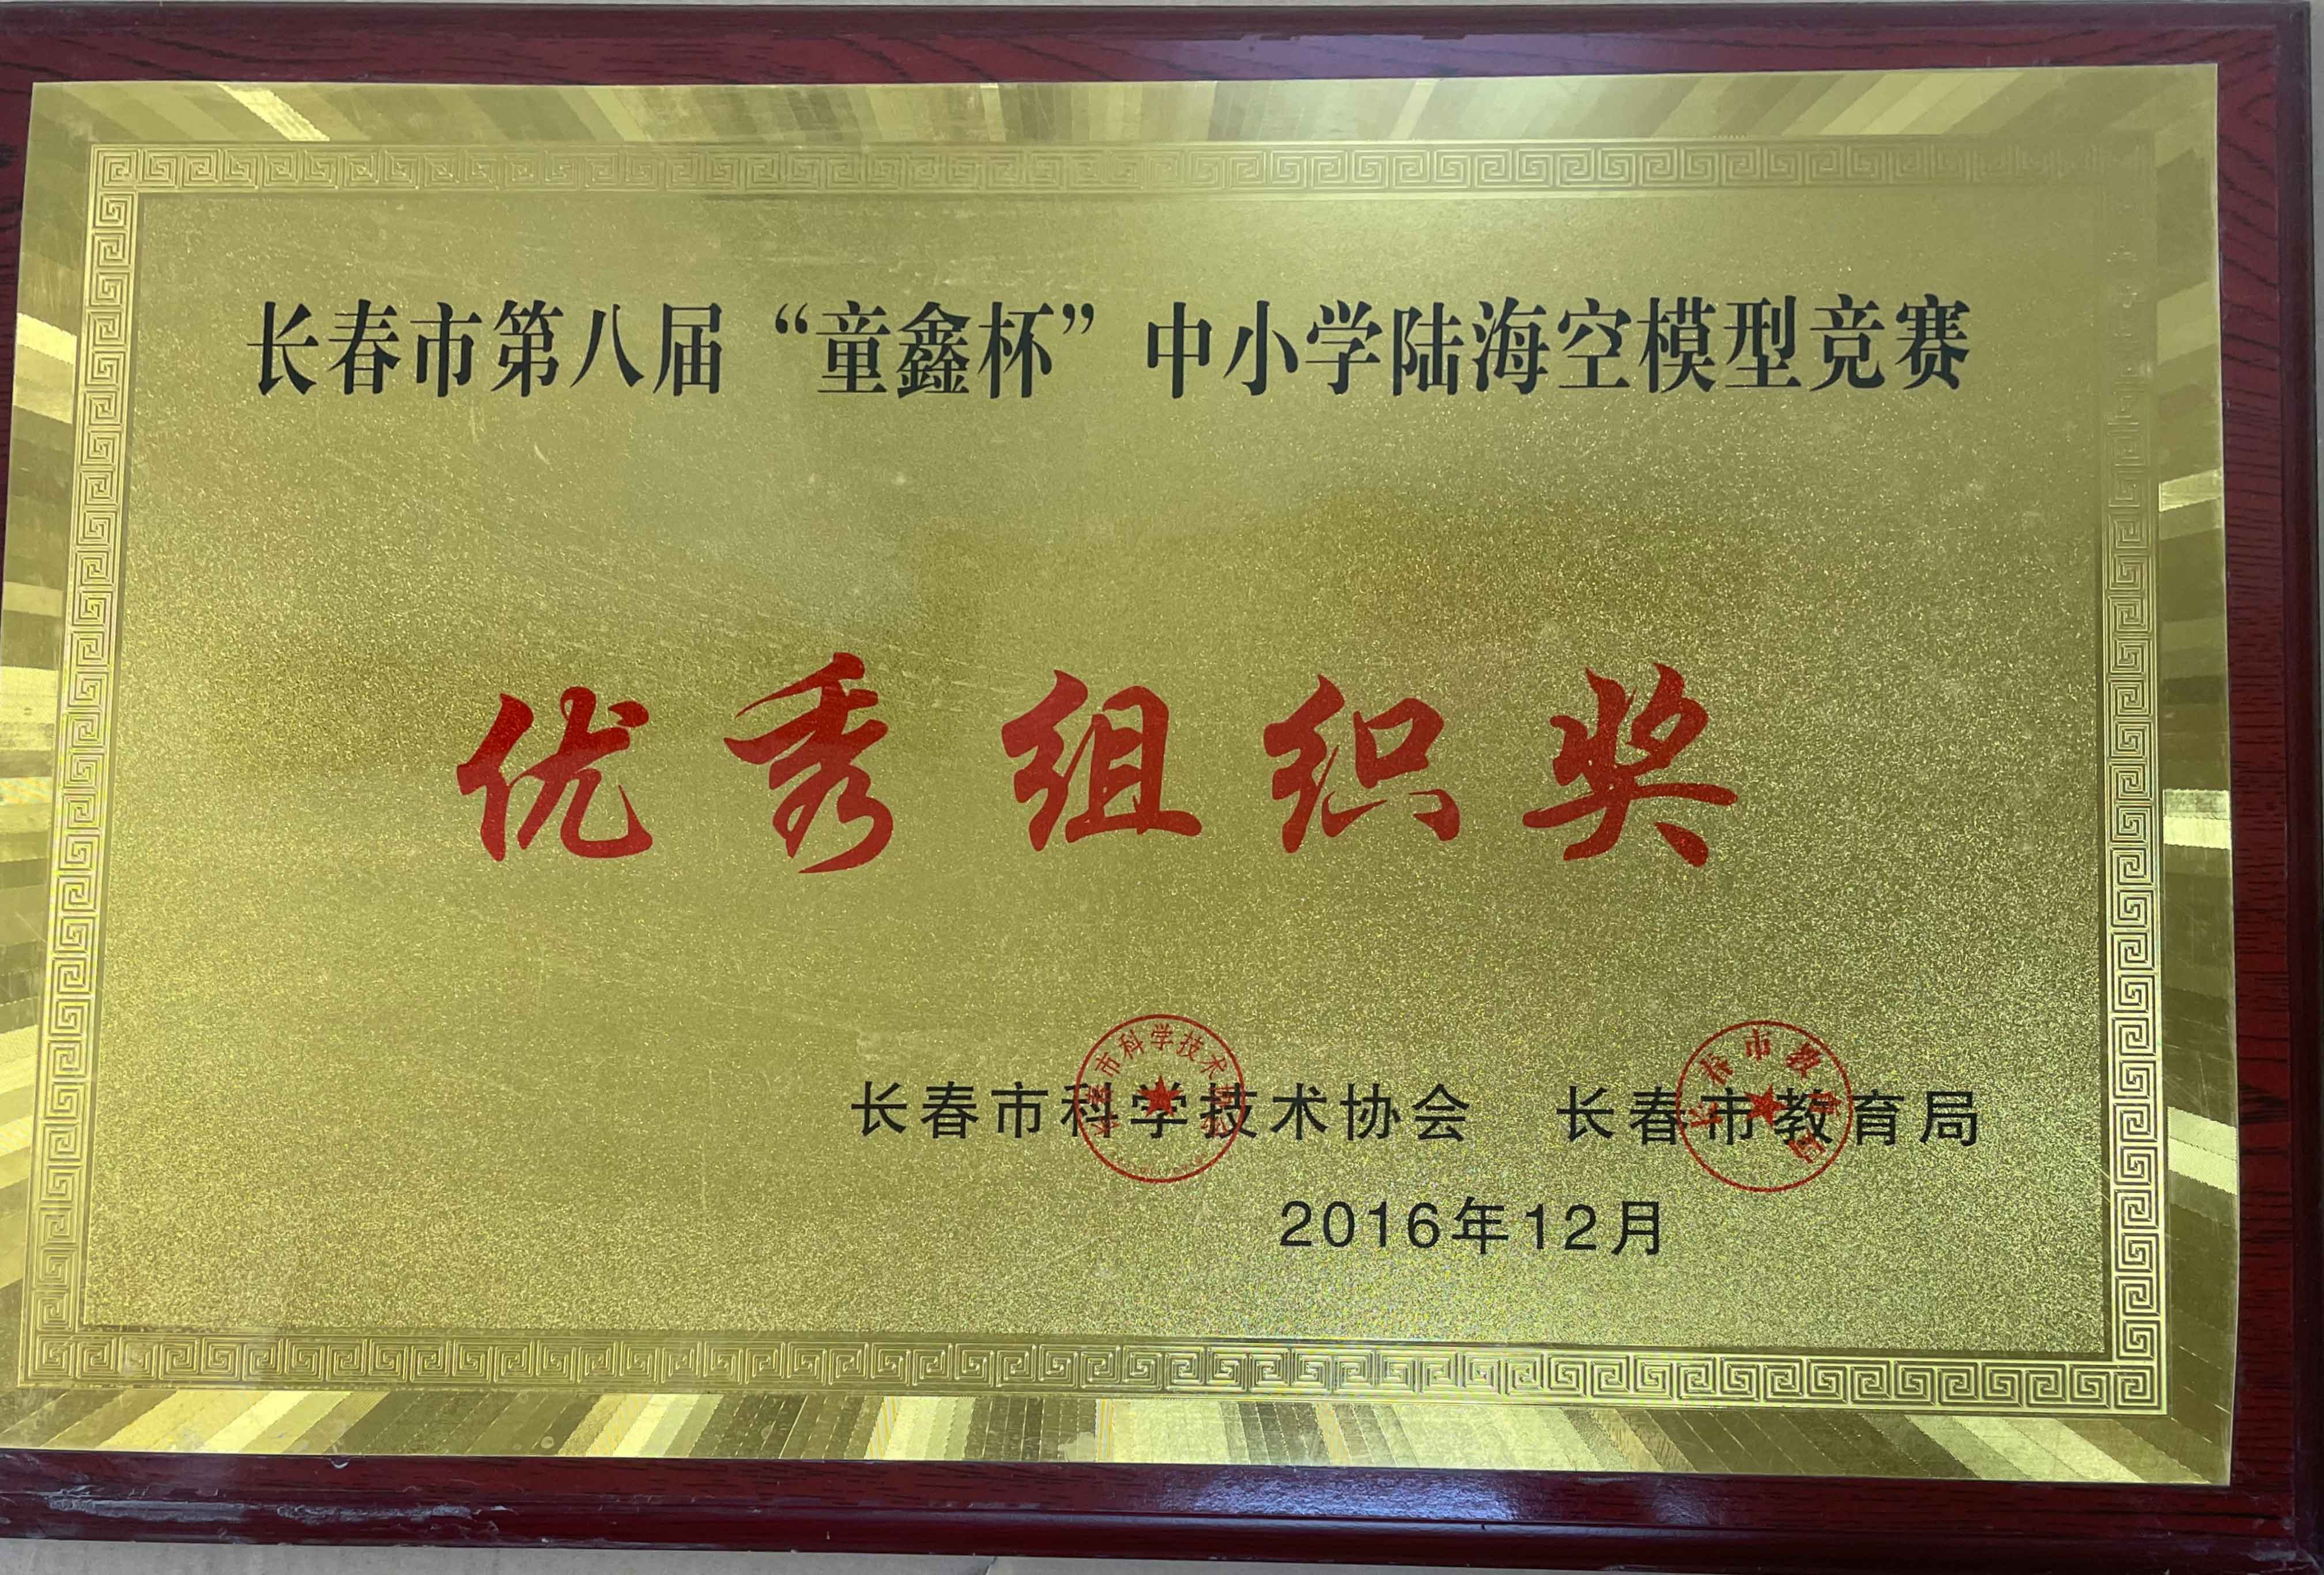 长春市第八届“童鑫杯”中小学陆海空模型竞赛
优秀组织奖
长春市科学技术协会 长春市教育局
2016年12月